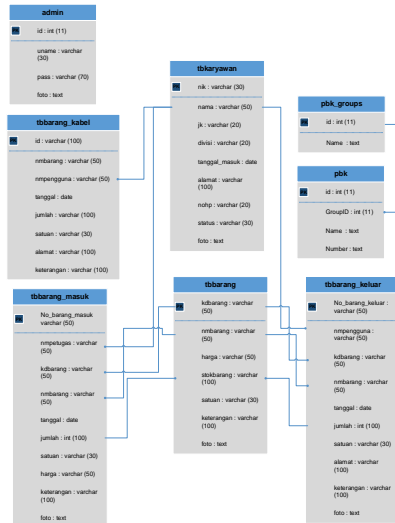 admin
id : int (11)
uname : varchar
(30)
pass : varchar (70)
foto : text
tbbarang_kabel
id : varchar (100)
nmbarang : varchar (50)
nmpengguna : varchar (50)
tanggal : date
jumlah : varchar (100)
satuan : varchar (30)
alamat : varchar (100)
keterangan : varchar (100)
tbkaryawan
nik : varchar (30)
nama : varchar (50)
jk : varchar (20)
divisi : varchar (20)
tanggal_masuk : date
alamat : varchar
(100)
nohp : varchar (20)
status : varchar (30)
foto : text
pbk_groups
id : int (11)
Name : text
pbk
id : int (11)
GroupID : int (11)
Name : text
Number : text
tbbarang_masuk
No_barang_masuk
varchar (50)
nmpetugas : varchar
(50)
kdbarang : varchar
(50)
nmbarang : varchar
(50)
tanggal : date
jumlah : int (100)
satuan : varchar (30)
harga : varchar (50)
keterangan : varchar
(100)
foto : text
tbbarang
kdbarang : varchar
(50)
nmbarang : varchar
(50)
harga : varchar (50)
stokbarang : varchar
(100)
satuan : varchar (30)
keterangan : varchar
(100)
foto : text
tbbarang_keluar
No_barang_keluar :
varchar (50)
nmpengguna :
varchar (50)
kdbarang : varchar
(50)
nmbarang : varchar
(50)
tanggal : date
jumlah : int (100)
satuan : varchar (30)
alamat : varchar
(100)
keterangan : varchar
(100)
foto : text